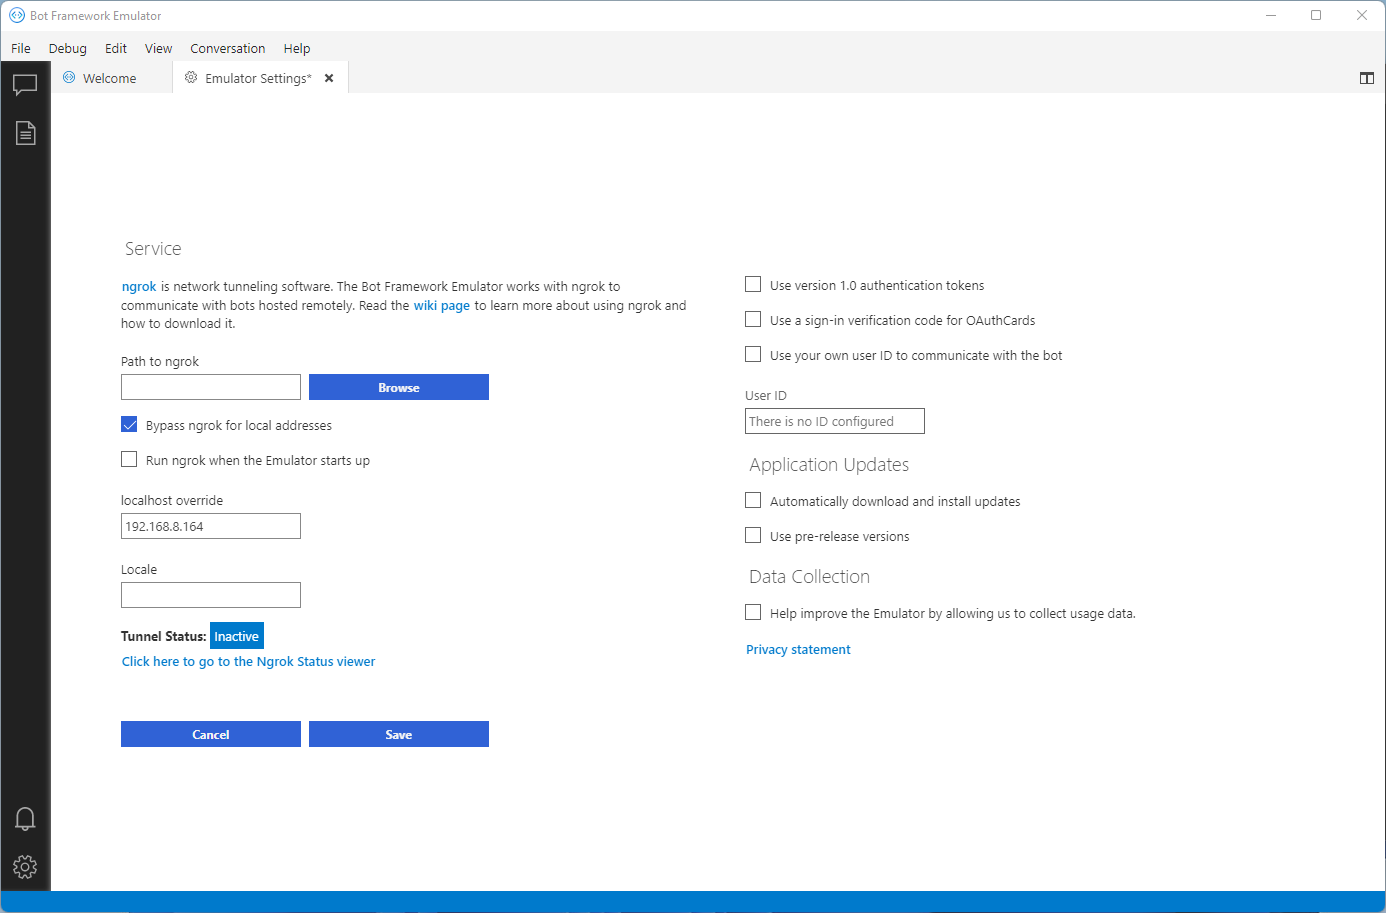 Bot Framework Emulator
File Debug Edit View Conversation Help
Welcome
Emulator Settings*
Service
ngrok is network tunneling software. The Bot Framework Emulator works with ngrok to
communicate with bots hosted remotely. Read the wiki page to learn more about using ngrok and
how to download it.
Path to ngrok
Browse
Bypass ngrok for local addresses
Run ngrok when the Emulator starts up
localhost override
192.168.8.164
Locale
Tunnel Status: Inactive
Click here to go to the Ngrok Status viewer
Cancel
Save
Use version 1.0 authentication tokens
Use a sign-in verification code for OAuthCards
Use your own user ID to communicate with the bot
User ID
There is no ID configured
Application Updates
Automatically download and install updates
Use pre-release versions
Data Collection
Help improve the Emulator by allowing us to collect usage data.
Privacy statement